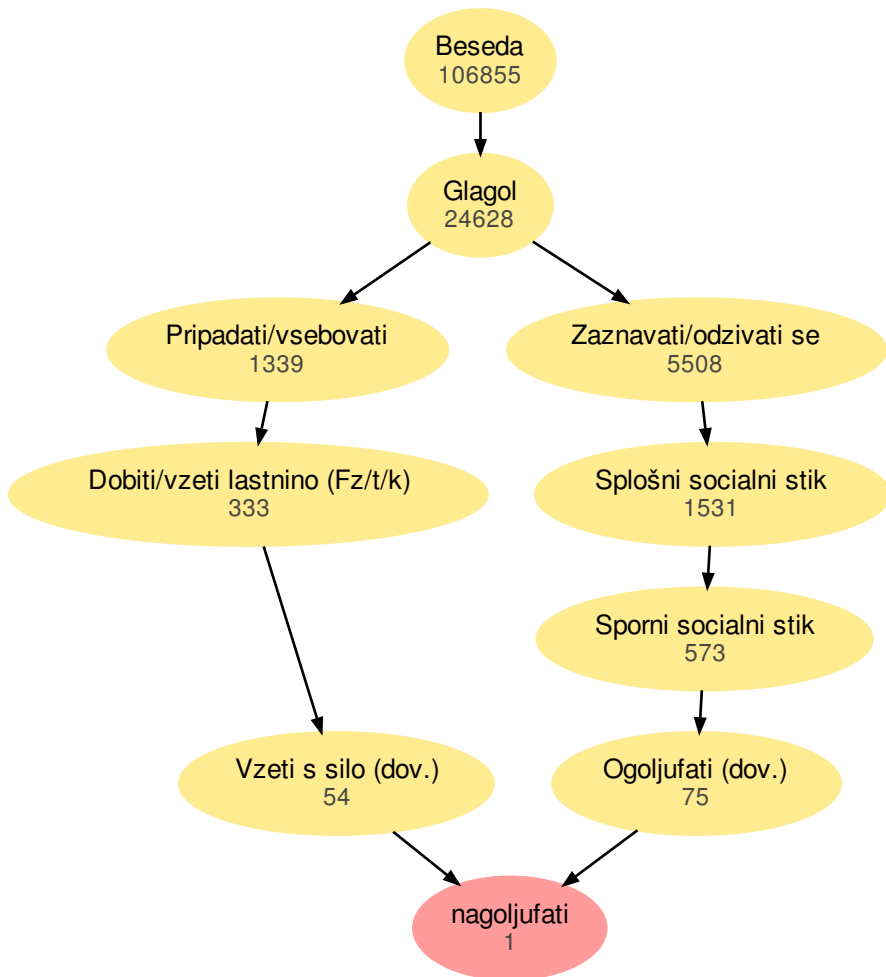 Beseda
106855
Glagol
24628
Pripadati/vsebovati
1339
Zaznavati/odzivati se
5508
Dobiti/vzeti lastnino (Fz/t/k)
333
Splošni socialni stik
1531
Sporni socialni stik
573
Vzeti s silo (dov.)
54
Ogoljufati (dov.)
75
nagoljufati
1